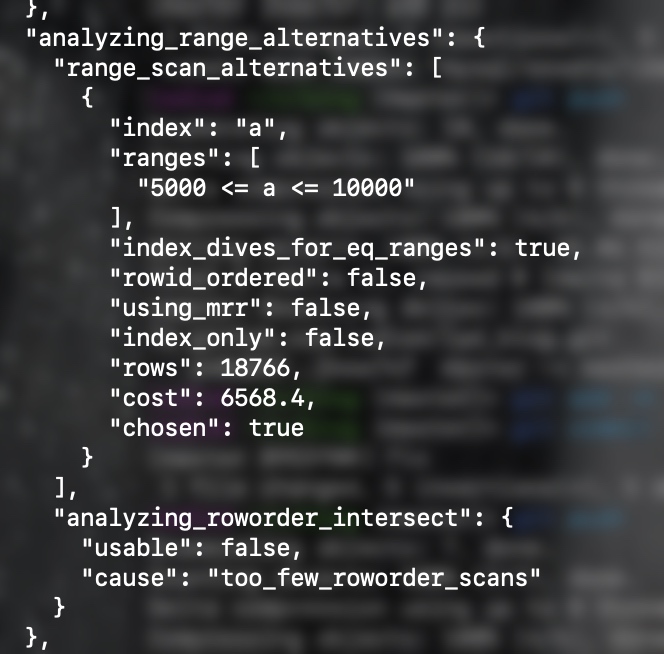 },
"analyzing_range_alternatives": {
"range_scan_alternatives": [
{
"index": "a",
"ranges": [
"5000 <= a <= 10000"
],
"index_dives_for_eq_ranges": true,
"rowid_ordered": false,
"using_mrr": false,
"index_only": false,
"rows": 18766,
"cost": 6568.4,
"chosen": true
}
],
"analyzing_roworder_intersect": {
"usable": false,
"cause": "too_few_roworder_scans"
}
},